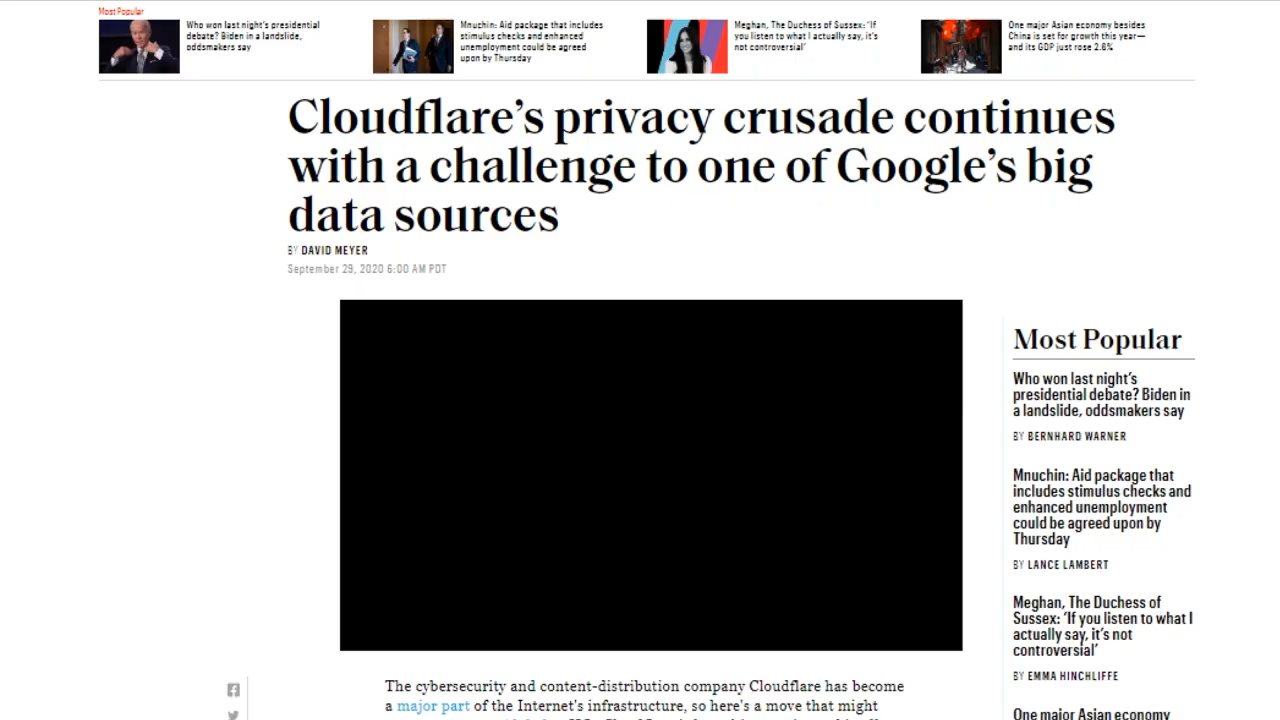 Most Popular
Who won last night's presidential
debate? Biden in a landslide,
oddsmakers say
Mnuchin: Aid package that includes
stimulus checks and enhanced
unemployment could be agreed
upon by Thursday
Meghan, The Duchess of Sussex: 'If
you listen to what I actually say, it's
not controversial'
One major Asian economy besides
China is set for growth this year—
and its GDP just rose 2.6%
Cloudflare's privacy crusade continues
with a challenge to one of Google's big
data sources
BY DAVID MEYER
September 29, 2020 6:00 AM PDT
Most Popular
Who won last night's
presidential debate? Biden in
a landslide, oddsmakers say
BY BERNHARD WARNER
Mnuchin: Aid package that
includes stimulus checks and
enhanced unemployment
could be agreed upon by
Thursday
BY LANCE LAMBERT
Meghan, The Duchess of
Sussex: 'If you listen to what I
actually say, it's not
controversial'
BY EMMA HINCHLIFFE
One major Asian economy
The cybersecurity and content-distribution company Cloudflare has become
a major part of the Internet's infrastructure, so here's a move that might